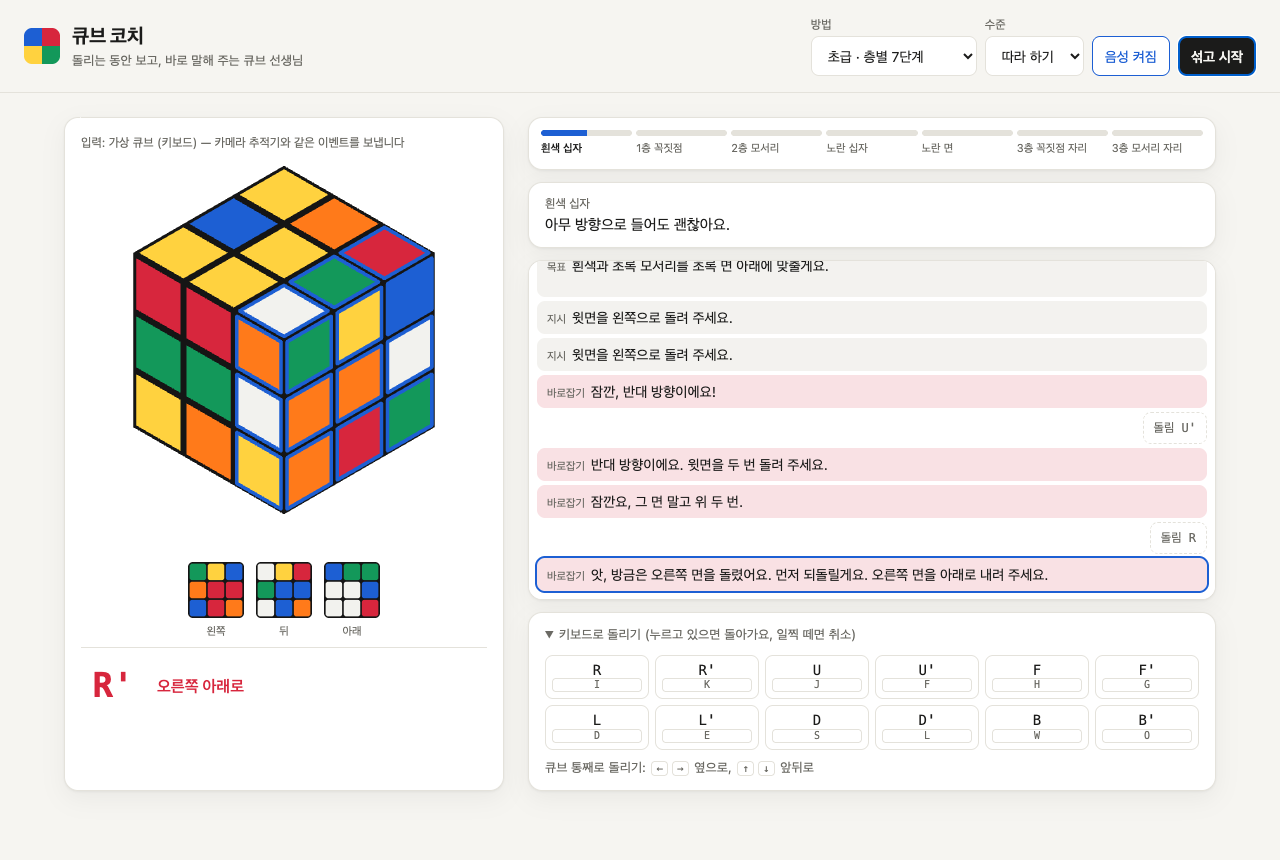 큐브 코치
돌리는 동안 보고, 바로 말해 주는 큐브 선생님
방법
초급 · 층별 7단계
수준
따라 하기
음성 켜짐
섞고 시작
입력: 가상 큐브 (키보드) — 카메라 추적기와 같은 이벤트를 보냅니다
왼쪽
뒤
아래
R' 오른쪽 아래로
흰색 십자
1층 꼭짓점
2층 모서리
노란 십자
노란 면
3층 꼭짓점 자리
3층 모서리 자리
흰색 십자
아무 방향으로 들어도 괜찮아요.
목표 흰색과 초록 모서리를 초록 면 아래에 맞출게요.
지시 윗면을 왼쪽으로 돌려 주세요.
지시 윗면을 왼쪽으로 돌려 주세요.
바로잡기 잠깐, 반대 방향이에요!
돌림 U'
바로잡기 반대 방향이에요. 윗면을 두 번 돌려 주세요.
바로잡기 잠깐요, 그 면 말고 위 두 번.
돌림 R
바로잡기 앗, 방금은 오른쪽 면을 돌렸어요. 먼저 되돌릴게요. 오른쪽 면을 아래로 내려 주세요.
▼ 키보드로 돌리기 (누르고 있으면 돌아가요, 일찍 떼면 취소)
R R' U U' F F'
I K J F H G
L L' D D' B B'
D E S L W O
큐브 통째로 돌리기: ← → 옆으로, ↑ ↓ 앞뒤로